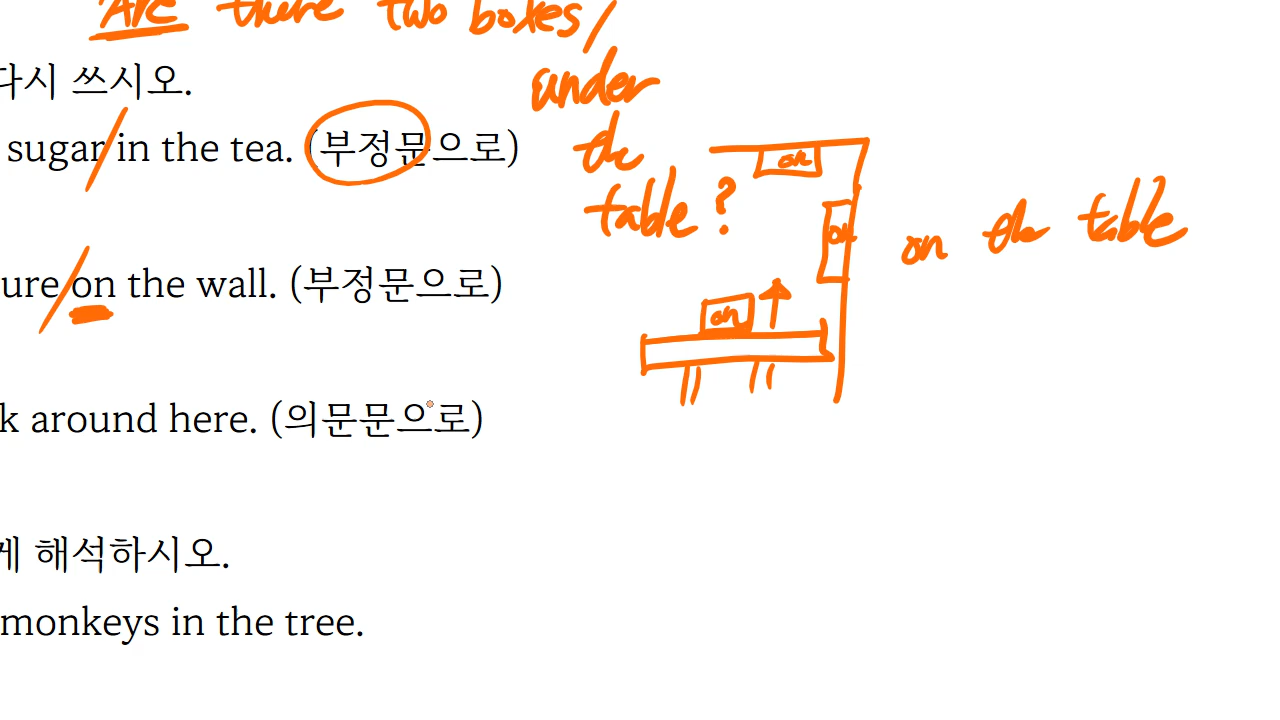 Are there two boxes/
under
the
table?
다시 쓰시오.
sugar/in the tea. (부정문으로)
on
on
on
on the table
ure/on the wall. (부정문으로)
k around here. (의문문으로)
게 해석하시오.
monkeys in the tree.